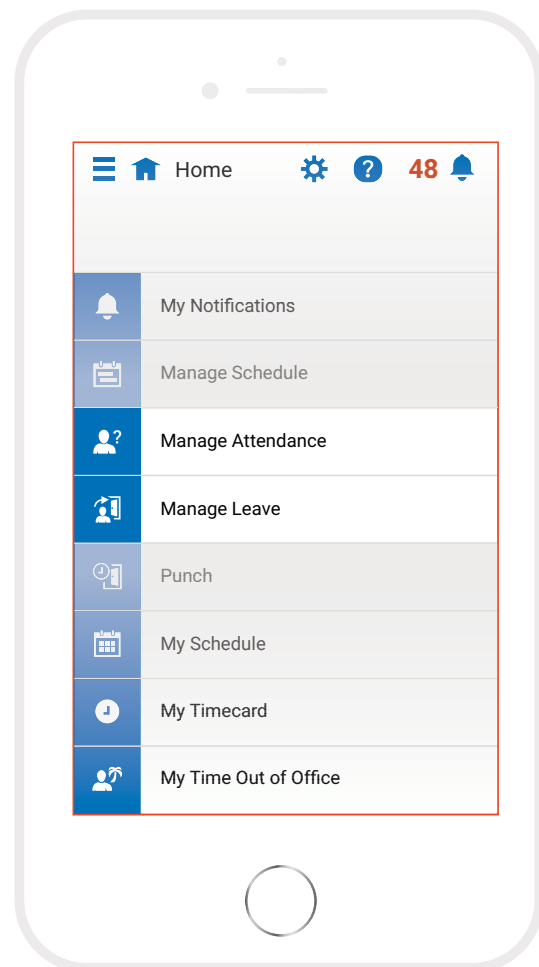 Home ? 48
My Notifications
Manage Schedule
? Manage Attendance
Manage Leave
Punch
My Schedule
My Timecard
My Time Out of Office